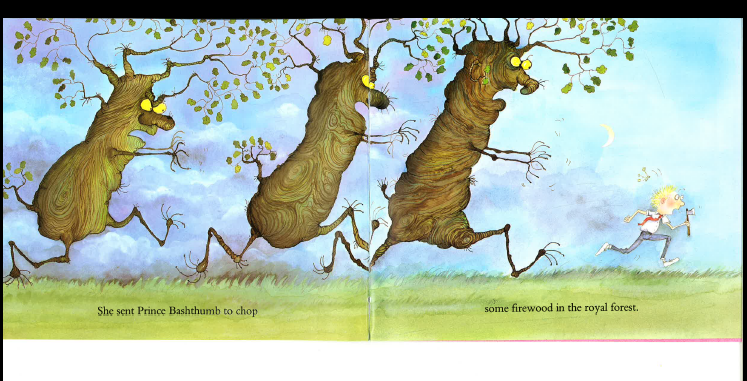 She sent Prince Bashthumb to chop
some firewood in the royal forest.